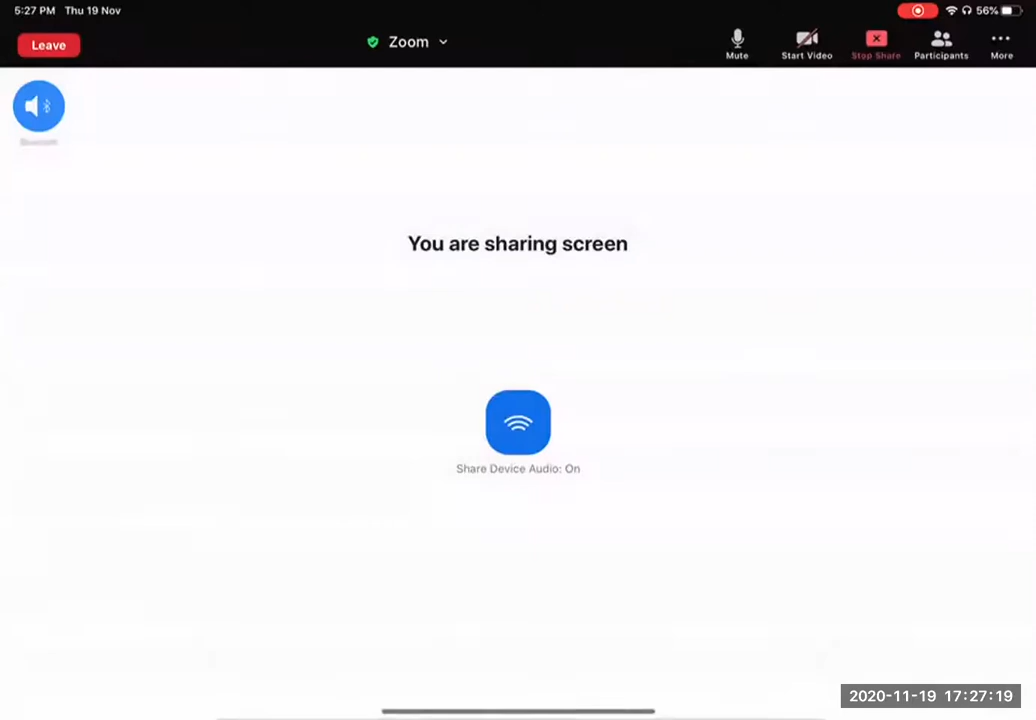 5:27 PM Thu 19 Nov
56%
Leave
Zoom
Mute
Start Video
Stop Share
Participants
More
Bluetooth
You are sharing screen
Share Device Audio: On
2020-11-19 17:27:19